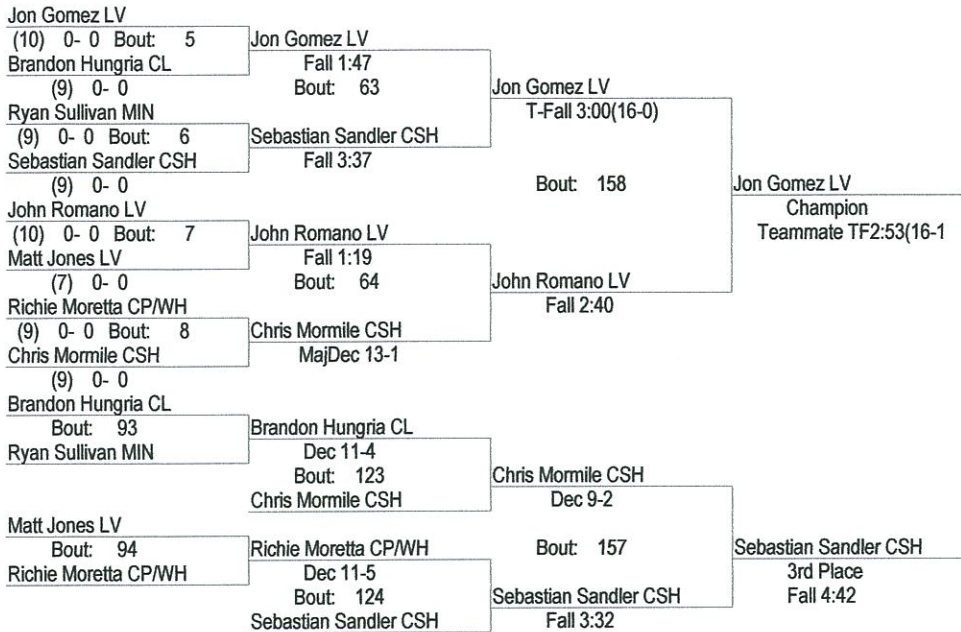 Jon Gomez LV
(10) 0- 0 Bout: 5
Brandon Hungria CL
(9) 0- 0
Ryan Sullivan MIN
(9) 0- 0 Bout: 6
Sebastian Sandler CSH
(9) 0- 0
John Romano LV
(10) 0- 0 Bout: 7
Matt Jones LV
(7) 0- 0
Richie Moretta CP/WH
(9) 0- 0 Bout: 8
Chris Mormile CSH
(9) 0- 0
Brandon Hungria CL
Bout: 93
Ryan Sullivan MIN
Matt Jones LV
Bout: 94
Richie Moretta CP/WH
Jon Gomez LV
Fall 1:47
Bout: 63
Sebastian Sandler CSH
Fall 3:37
John Romano LV
Fall 1:19
Bout: 64
Chris Mormile CSH
MajDec 13-1
Brandon Hungria CL
Dec 11-4
Bout: 123
Chris Mormile CSH
Richie Moretta CP/WH
Dec 11-5
Bout: 124
Sebastian Sandler CSH
Jon Gomez LV
T-Fall 3:00(16-0)
Bout: 158
John Romano LV
Fall 2:40
Chris Mormile CSH
Dec 9-2
Bout: 157
Sebastian Sandler CSH
Fall 3:32
Jon Gomez LV
Champion
Teammate TF2:53(16-1
Sebastian Sandler CSH
3rd Place
Fall 4:42